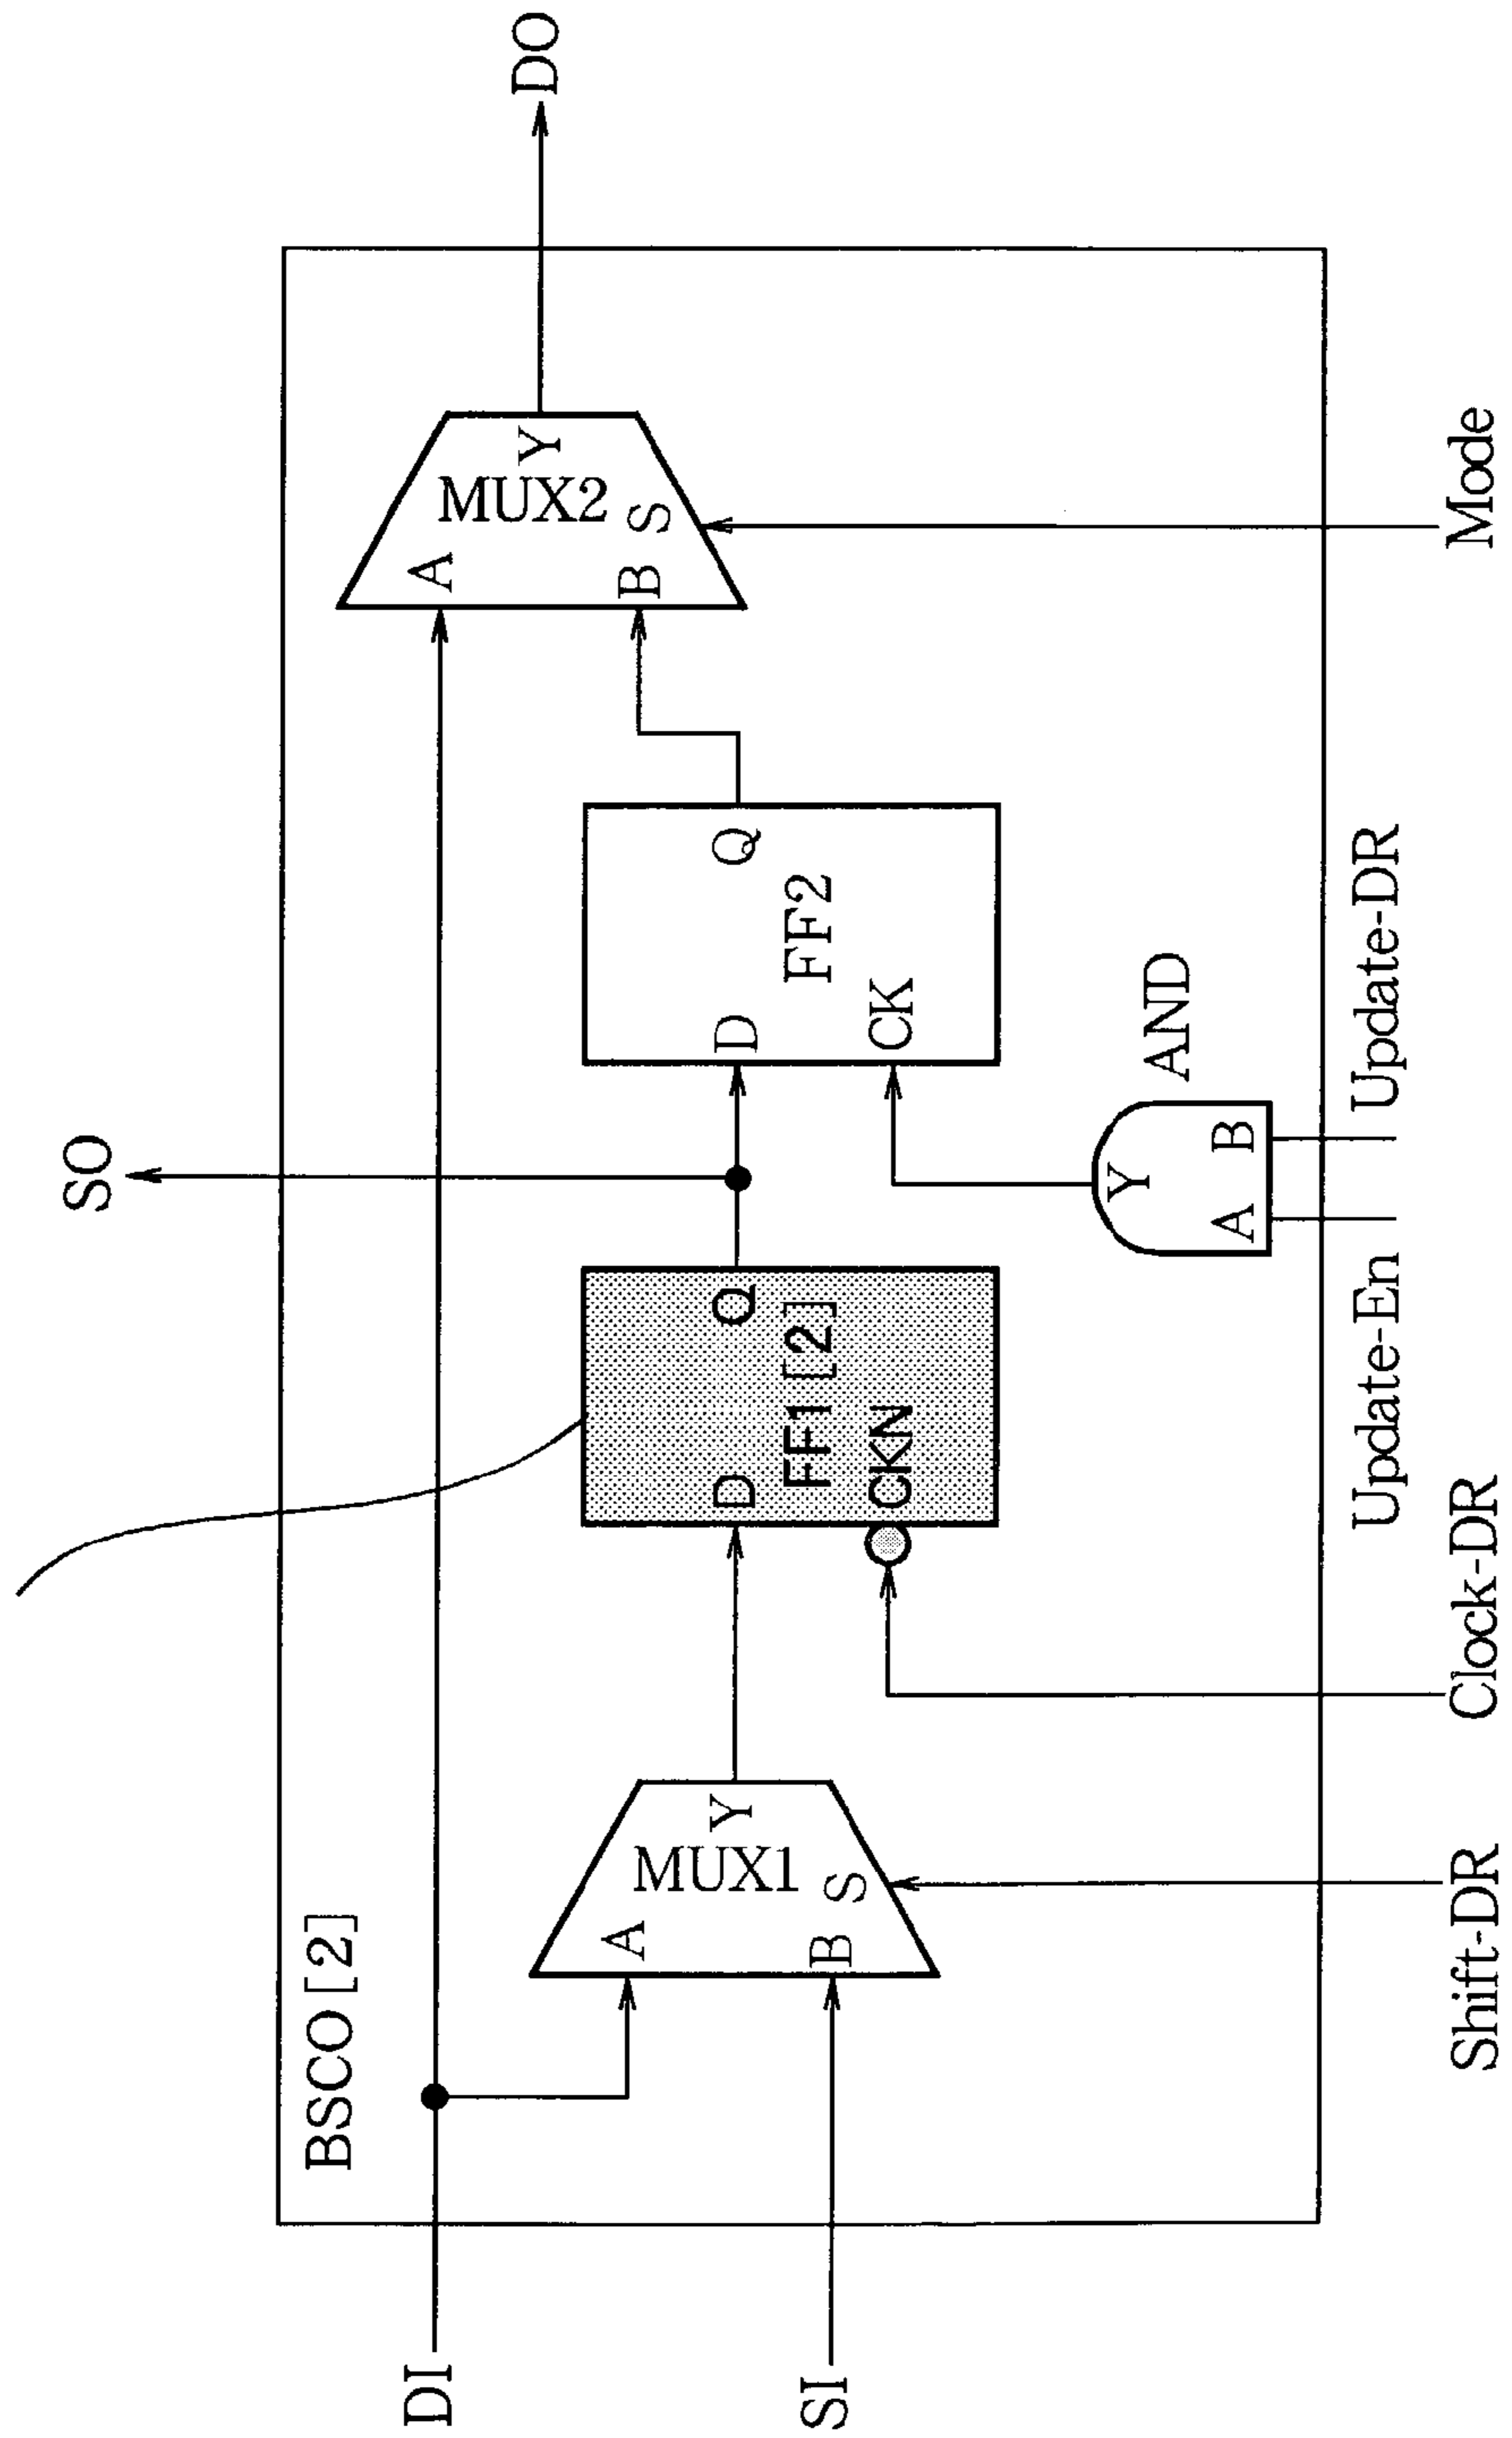 SO
BSCO [2]
DI
A
MUX2
Y
B
S
DO
A
MUX1
Y
B
S
SI
D
Q
FF1 [2]
CKN
D
Q
FF2
CK
Y
A
B
AND
Shift-DR
Clock-DR
Update-En
Update-DR
Mode